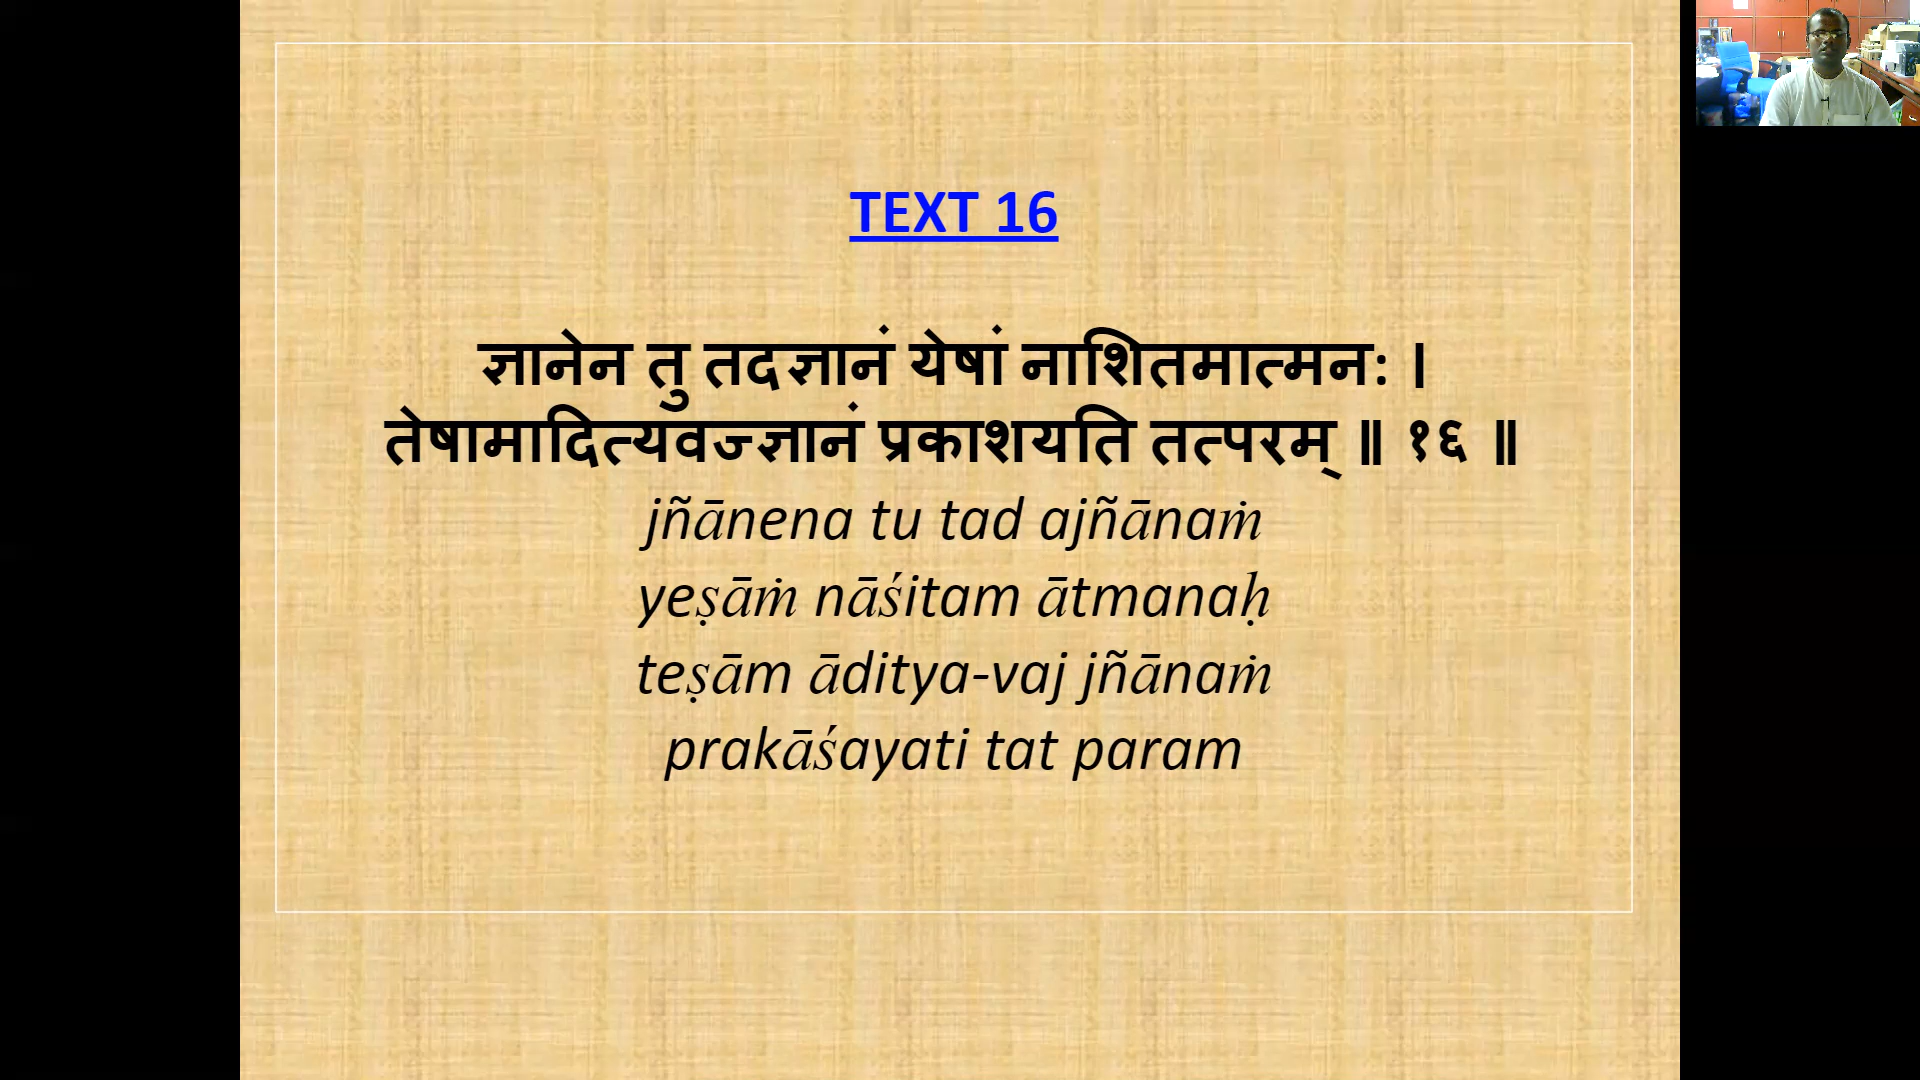 TEXT 16
ज्ञानेन तु तदज्ञानं येषां नाशितमात्मनः ।
तेषामादित्यवज्ज्ञानं प्रकाशयति तत्परम् ॥ १६ ॥
jñānena tu tad ajñānaṁ
yeṣāṁ nāśitam ātmanaḥ
teṣām āditya-vaj jñānaṁ
prakāśayati tat param